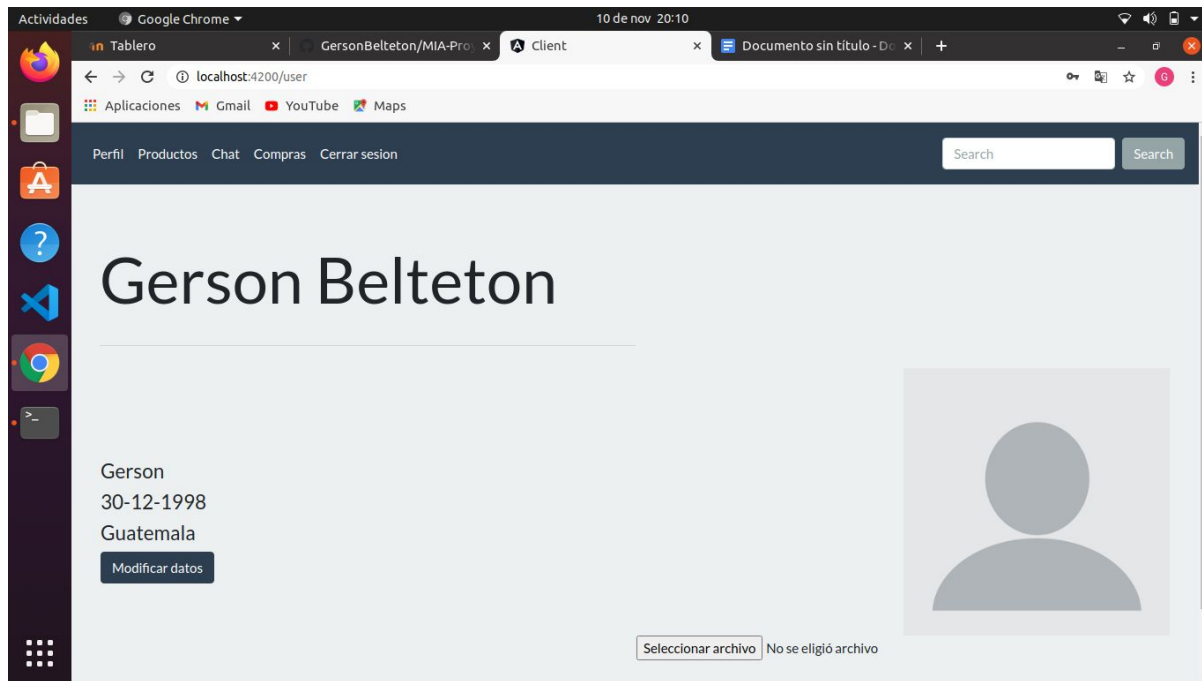 Actividades Google Chrome 10 de nov 20:10
Tablero GersonBelteton/MIA-Proy Client Documento sin título - Do
localhost:4200/user G
Aplicaciones Gmail YouTube Maps
Perfil Productos Chat Compras Cerrar sesion Search Search
Gerson Belteton
Gerson
30-12-1998
Guatemala
Modificar datos
Seleccionar archivo No se eligió archivo